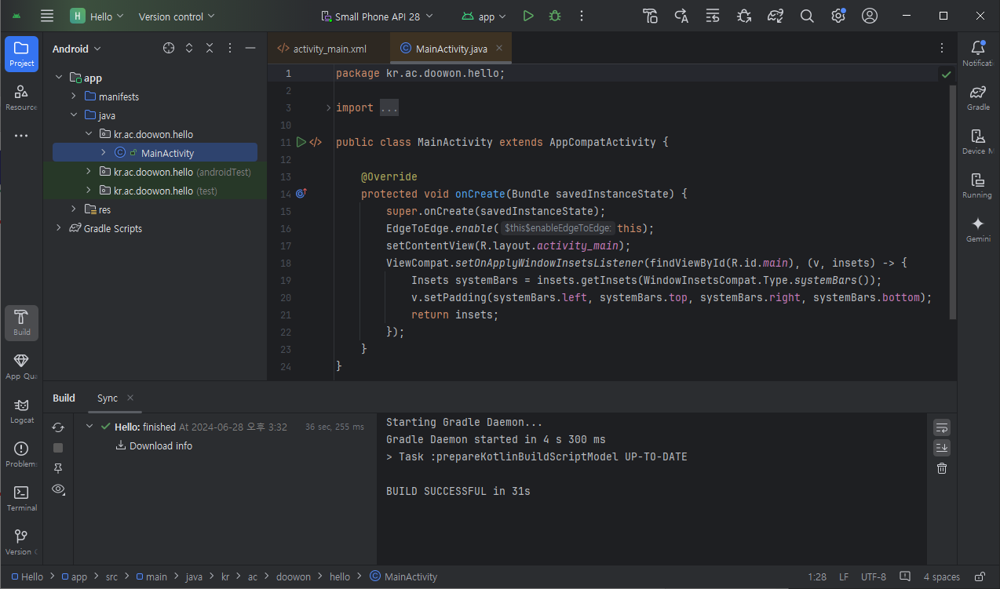 H Hello Version control Small Phone API 28 app
Project
Resource
Build
App Qua
Logcat
Problems
Terminal
Version
Android
app
manifests
java
kr.ac.doowon.hello
MainActivity
kr.ac.doowon.hello (androidTest)
kr.ac.doowon.hello (test)
res
Gradle Scripts
activity_main.xml MainActivity.java
1 package kr.ac.doowon.hello;
2
3 import ...
10
11 public class MainActivity extends AppCompatActivity {
12
13 @Override
14 protected void onCreate(Bundle savedInstanceState) {
15 super.onCreate(savedInstanceState);
16 EdgeToEdge.enable( $this$enableEdgeToEdge: this);
17 setContentView(R.layout.activity_main);
18 ViewCompat.setOnApplyWindowInsetsListener(findViewById(R.id.main), (v, insets) -> {
19 Insets systemBars = insets.getInsets(WindowInsetsCompat.Type.systemBars());
20 v.setPadding(systemBars.left, systemBars.top, systemBars.right, systemBars.bottom);
21 return insets;
22 });
23 }
24 }
Notificati
Gradle
Device M
Running
Gemini
Build Sync
Hello: finished At 2024-06-28 오후 3:32 36 sec, 255 ms
Download info
Starting Gradle Daemon...
Gradle Daemon started in 4 s 300 ms
> Task :prepareKotlinBuildScriptModel UP-TO-DATE
BUILD SUCCESSFUL in 31s
Hello > app > src > main > java > kr > ac > doowon > hello > MainActivity 1:28 LF UTF-8 4 spaces